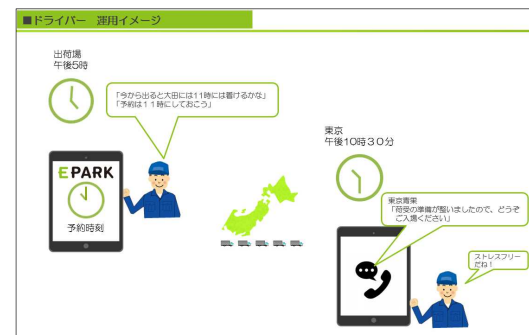 ■ドライバー 運用イメージ
出荷場
午後5時
「今から出ると大田には11時には着けるかな」
「予約は11時にしておこう」
EPARK
予約時刻
東京
午後10時30分
東京青果
「荷受の準備が整いましたので、どうぞ
ご入場ください」
ストレスフリー
だね!